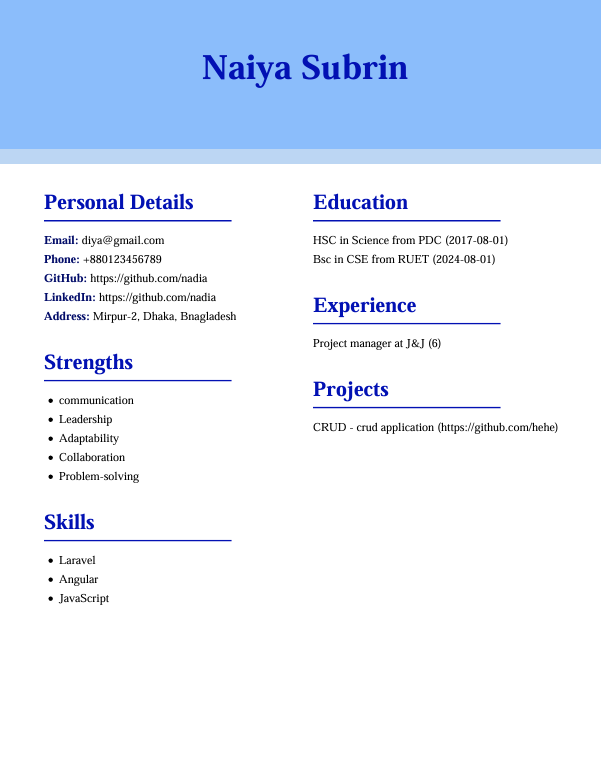 Naiya Subrin
Personal Details
Email: diya@gmail.com
Phone: +880123456789
GitHub: https://github.com/nadia
LinkedIn: https://github.com/nadia
Address: Mirpur-2, Dhaka, Bnagladesh
Strengths
• communication
• Leadership
• Adaptability
• Collaboration
• Problem-solving
Skills
• Laravel
• Angular
• JavaScript
Education
HSC in Science from PDC (2017-08-01)
Bsc in CSE from RUET (2024-08-01)
Experience
Project manager at J&J (6)
Projects
CRUD - crud application (https://github.com/hehe)